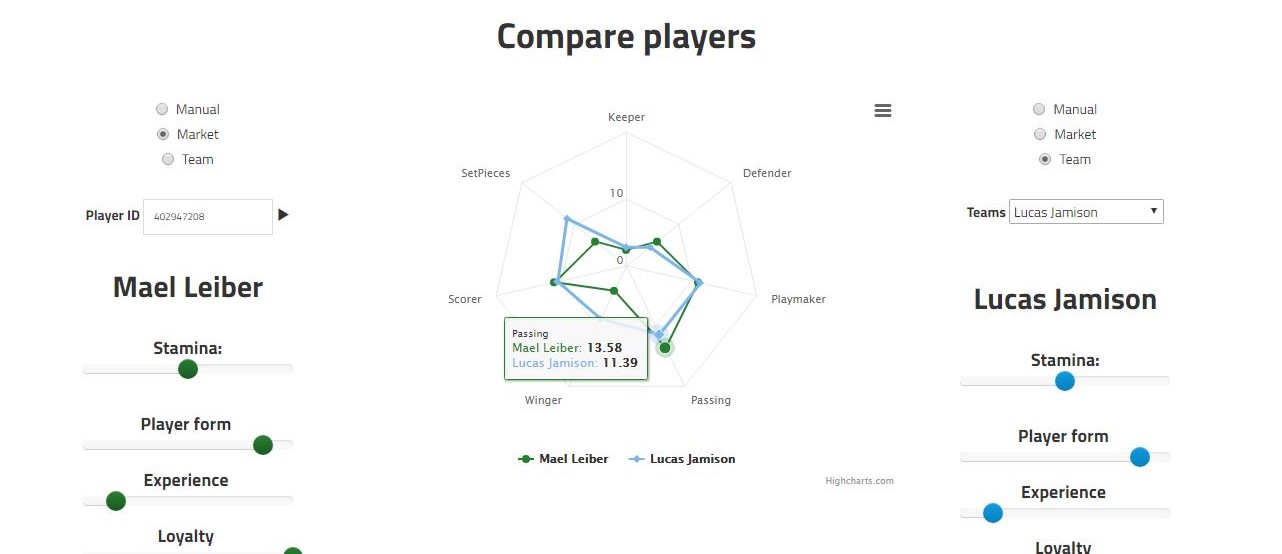 Compare players
Manual
Market
Team
Player ID 402947208
Mael Leiber
Stamina:
Player form
Experience
Loyalty
Keeper
SetPieces
Defender
10
0
Scorer
Playmaker
Passing
Mael Leiber: 13.58
Lucas Jamison: 11.39
Winger
Passing
Mael Leiber
Lucas Jamison
Highcharts.com
Manual
Market
Team
Teams Lucas Jamison
Lucas Jamison
Stamina:
Player form
Experience
Loyalty